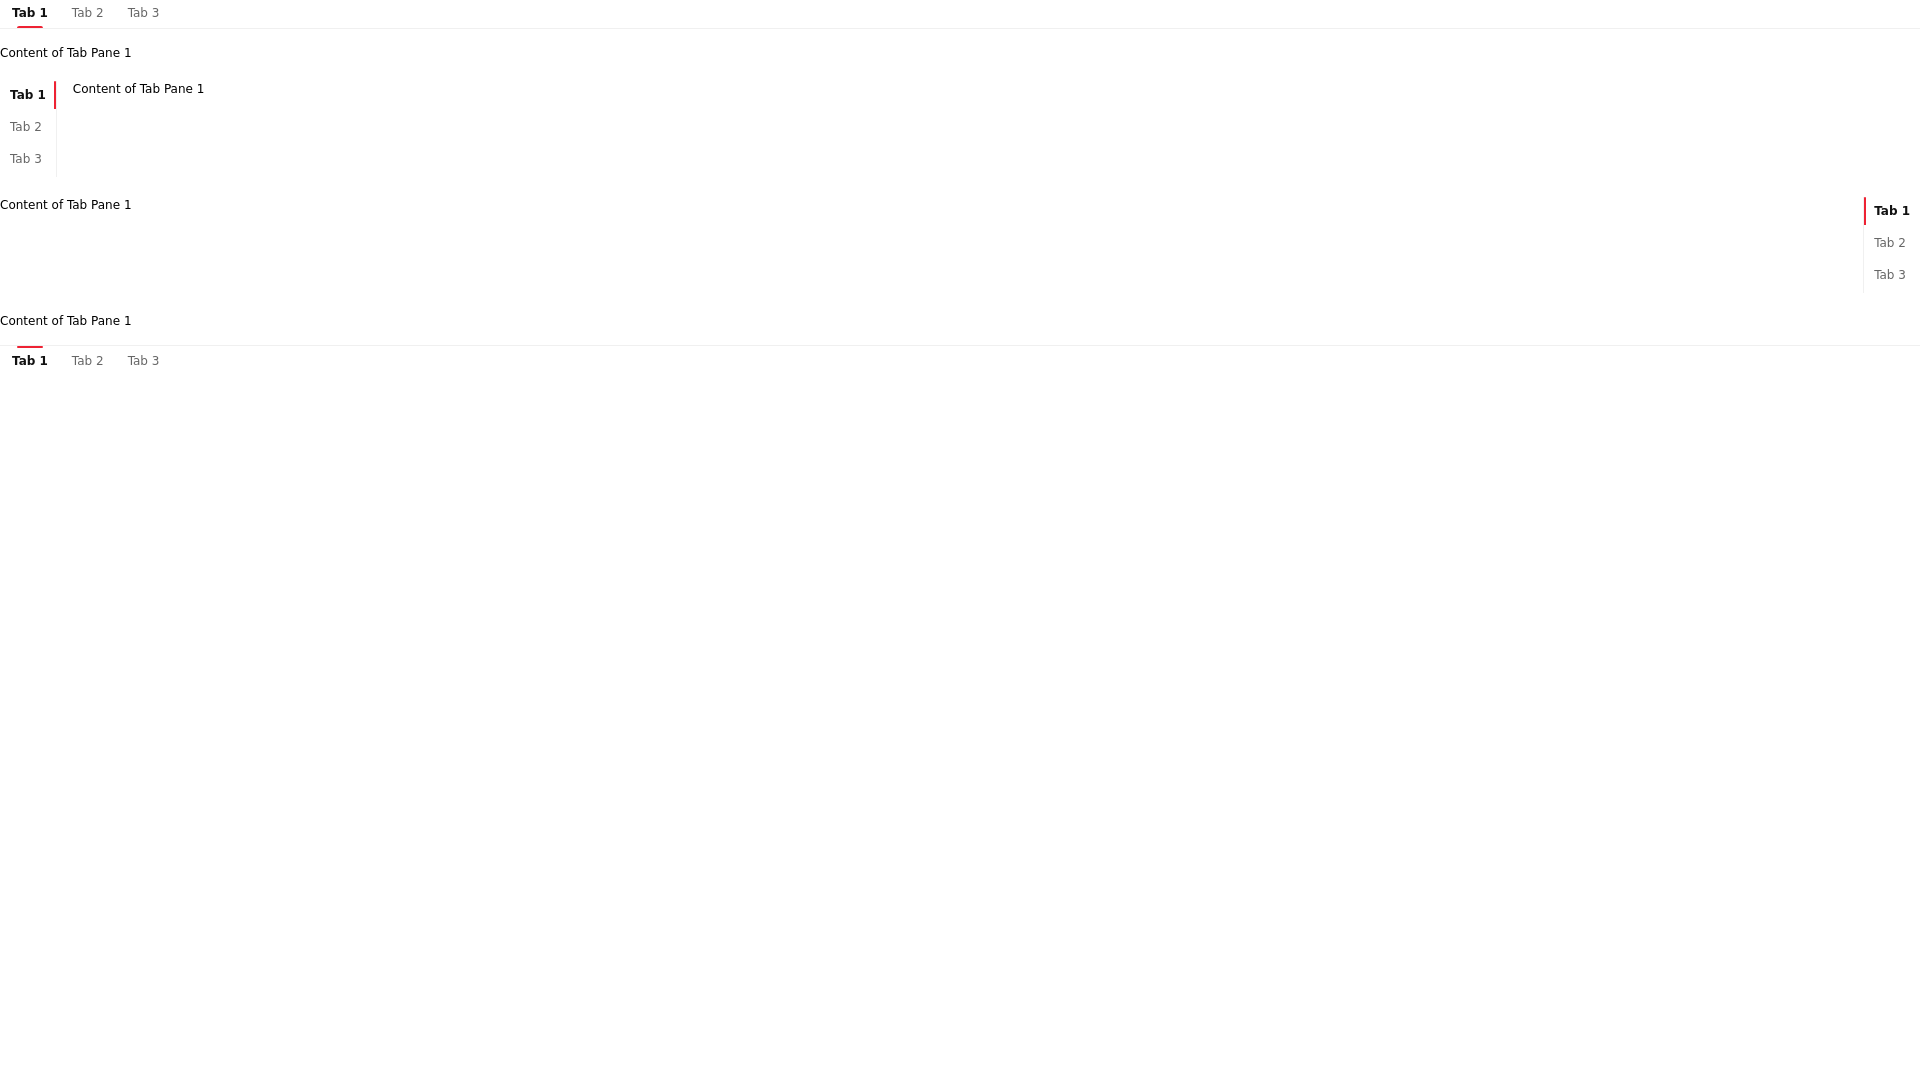 Tab 1 Tab 2 Tab 3
Content of Tab Pane 1
Tab 1 Content of Tab Pane 1
Tab 2
Tab 3
Content of Tab Pane 1 Tab 1
Tab 2
Tab 3
Content of Tab Pane 1
Tab 1 Tab 2 Tab 3